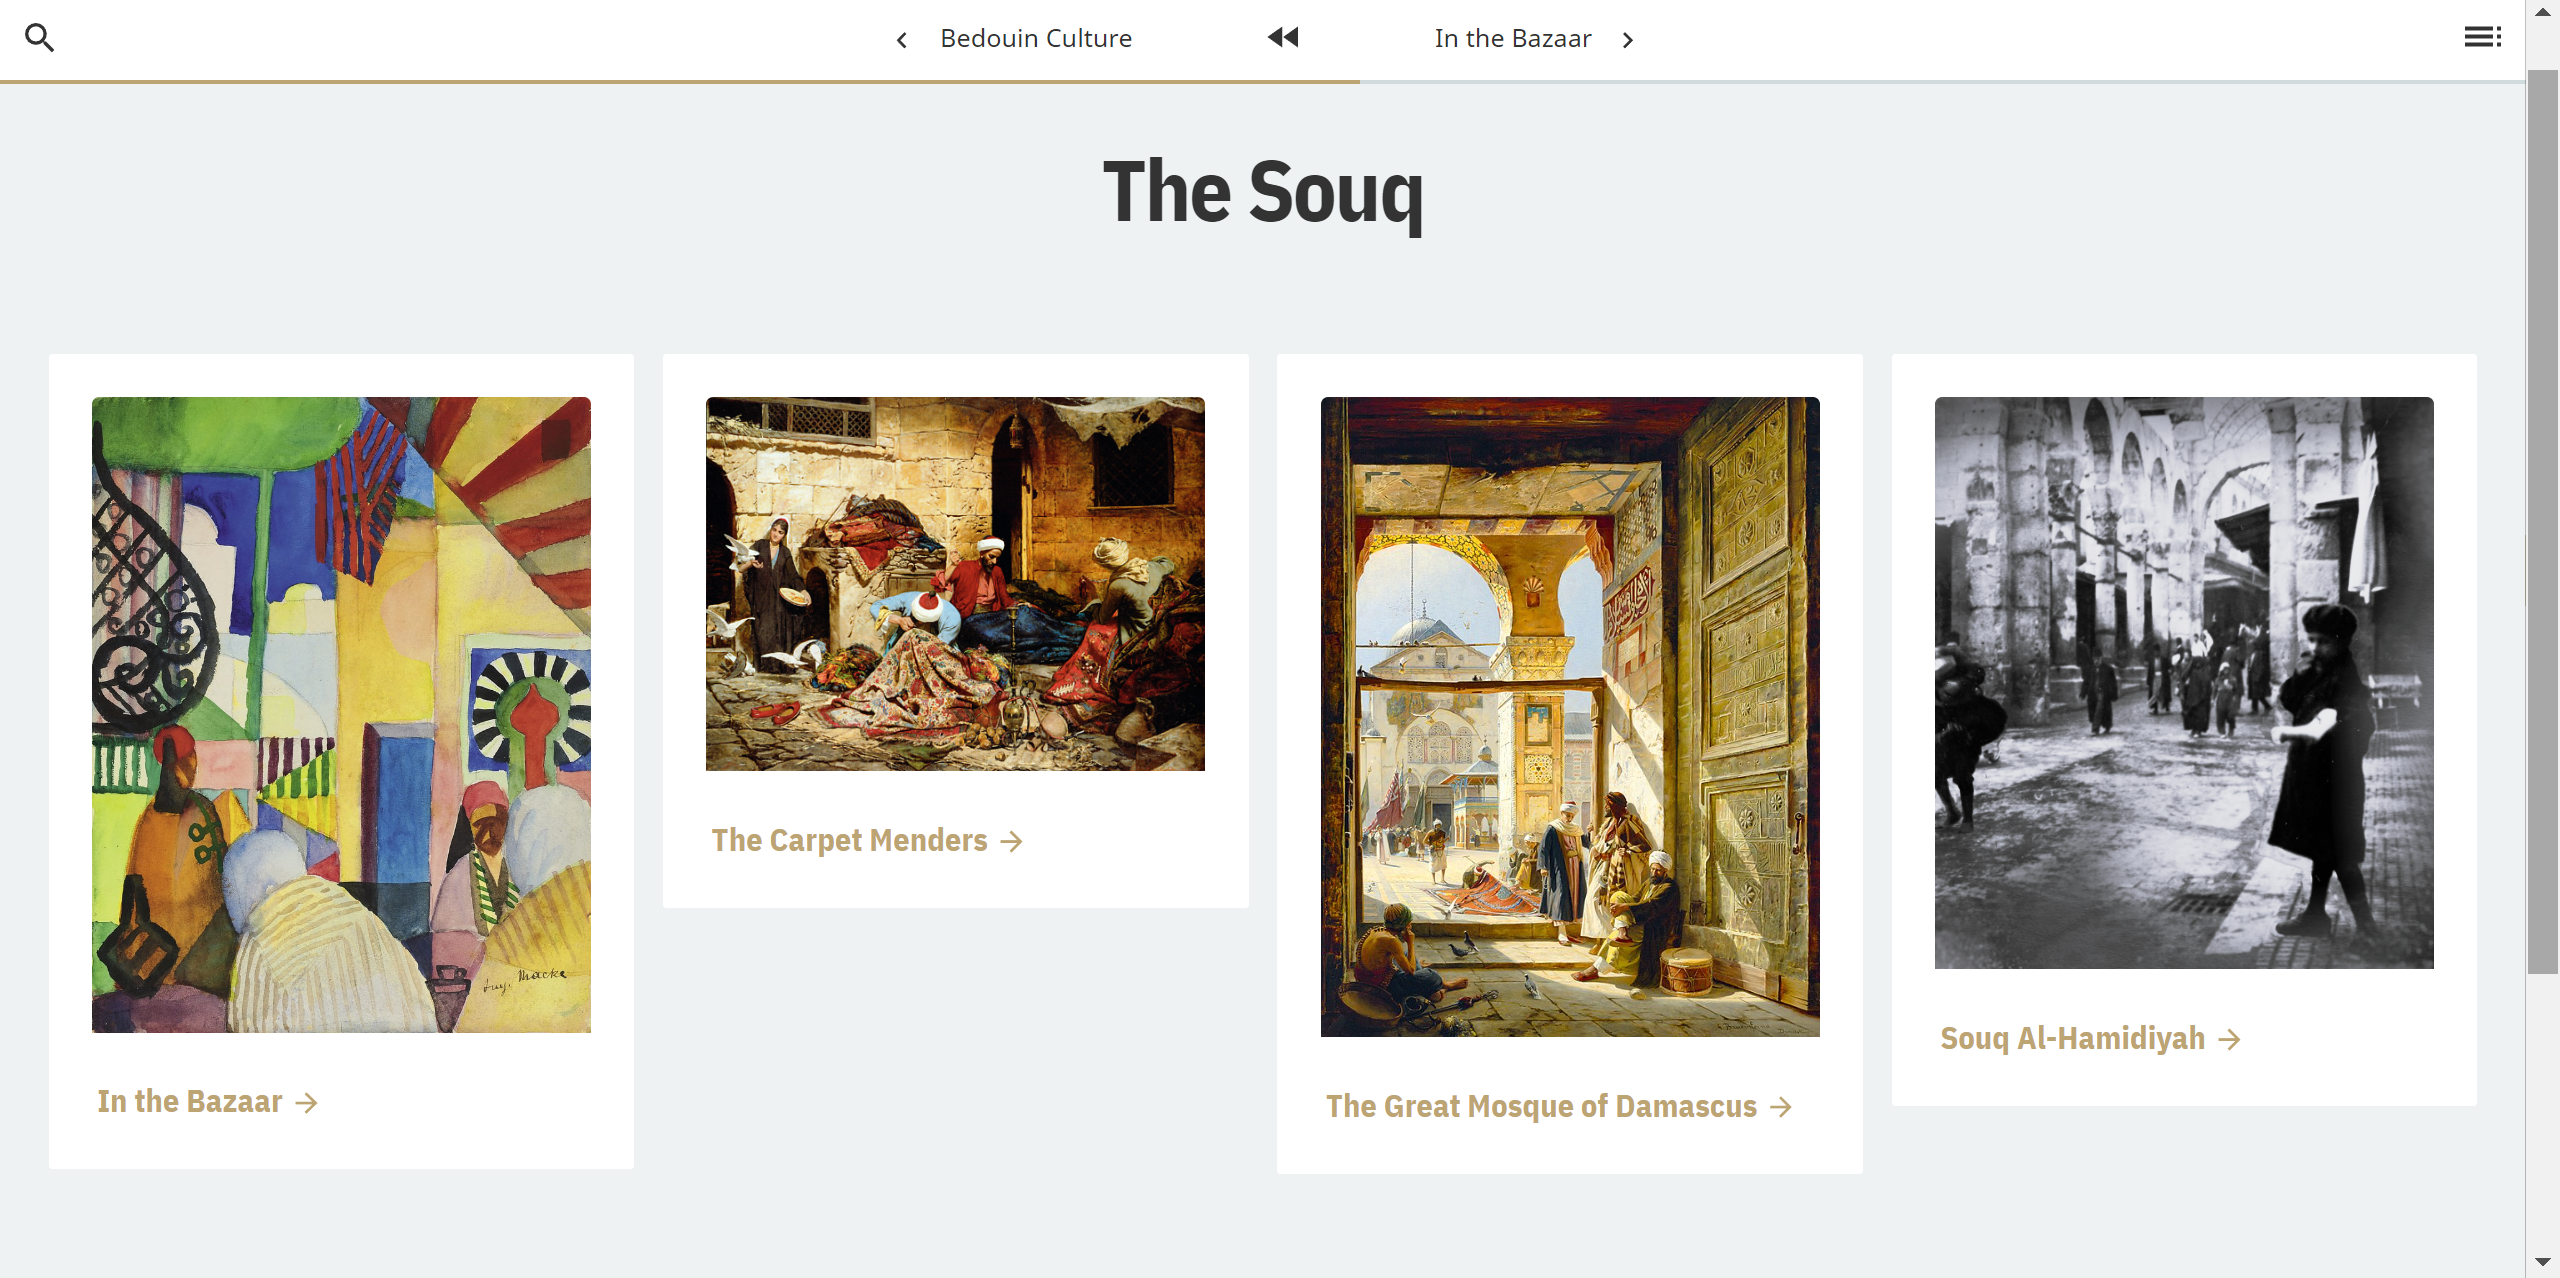 Bedouin Culture
In the Bazaar
The Souq
Aug. Macke
In the Bazaar
The Carpet Menders
The Great Mosque of Damascus
Souq Al-Hamidiyah